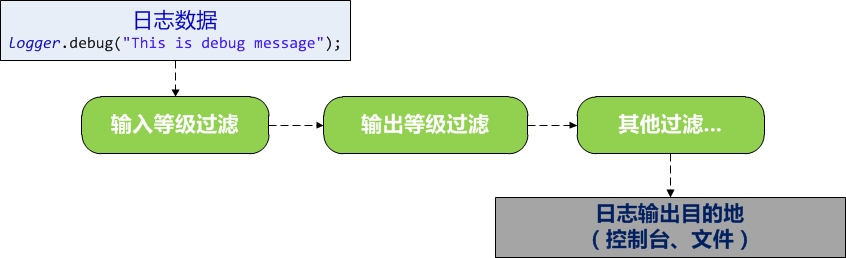 日志数据
logger.debug("This is debug message");
输入等级过滤
输出等级过滤
其他过滤...
日志输出目的地
（控制台、文件）